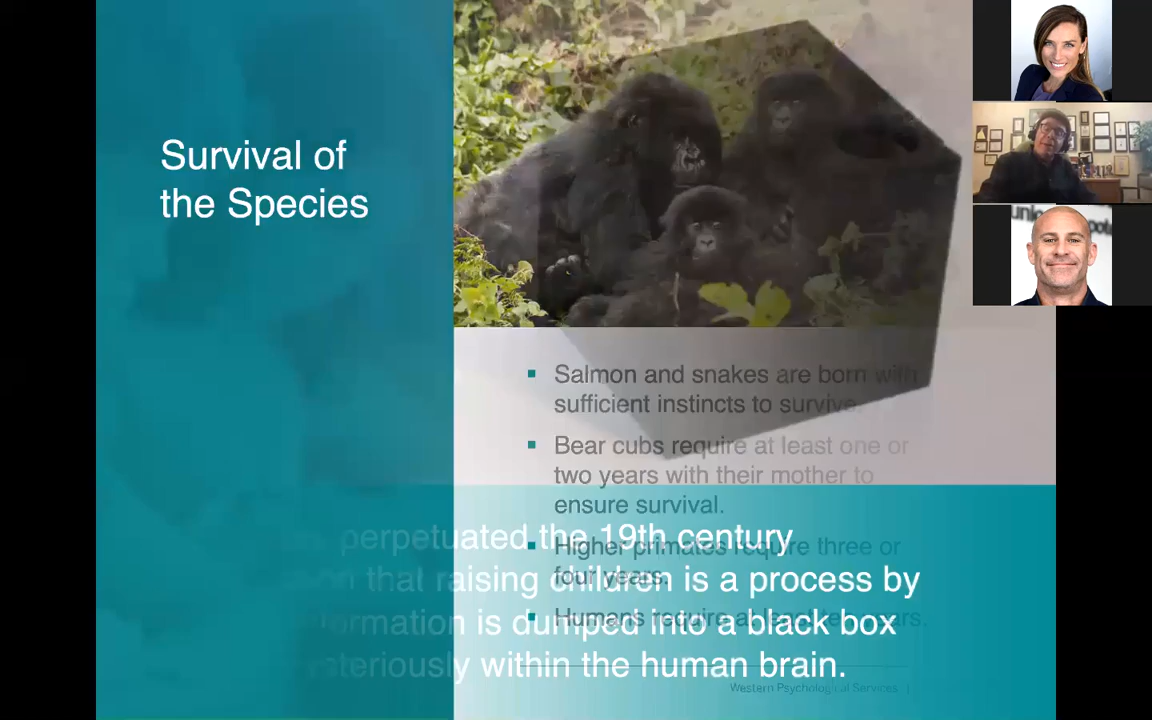 Survival of
the Species
Salmon and snakes are born with
sufficient instincts to survive.
Bear cubs require at least one or
two years with their mother to
ensure survival.
Higher primates require three or
four years.
Humans require at least ten years.
perpetuated the 19th century
that raising children is a process by
is dumped into a black box
within the human brain.
Western Psychological Services |